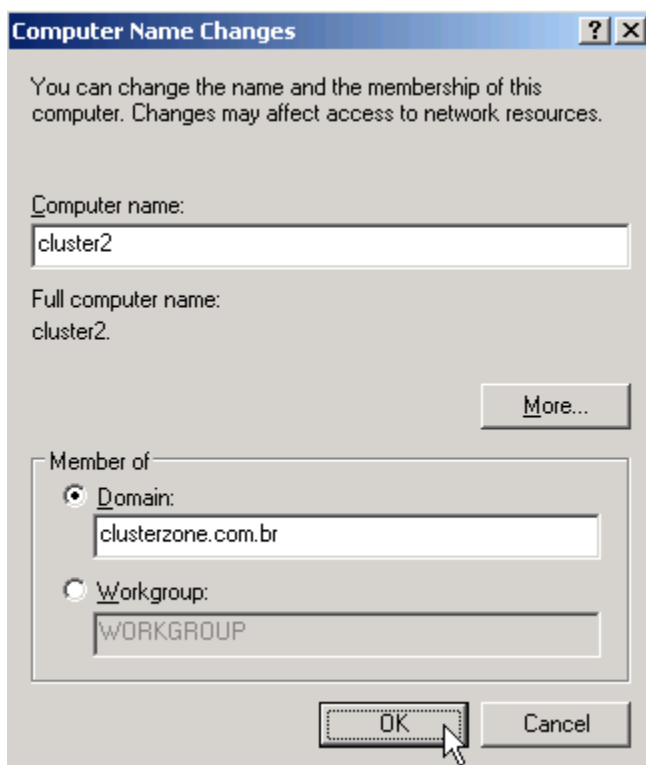 Computer Name Changes
You can change the name and the membership of this
computer. Changes may affect access to network resources.
Computer name:
cluster2
Full computer name:
cluster2.
More...
Member of
Domain:
clusterzone.com.br
Workgroup:
WORKGROUP
OK Cancel